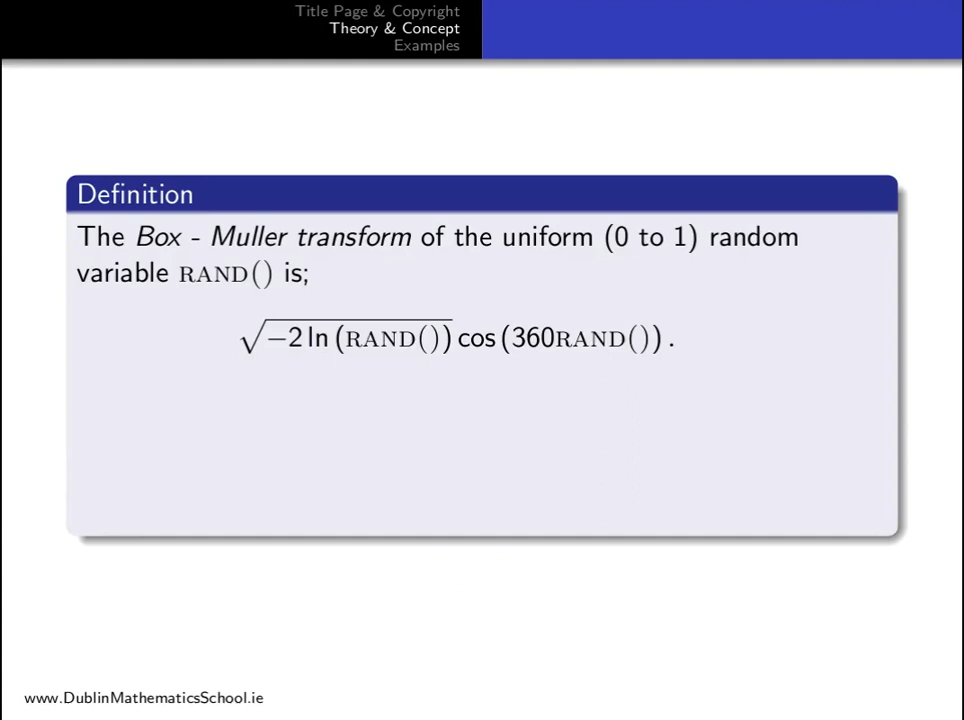 Title Page & Copyright
Theory & Concept
Examples
Definition
The Box - Muller transform of the uniform (0 to 1) random
variable RAND() is;
√−2 ln (RAND()) cos (360RAND()) .
www.DublinMathematicsSchool.ie